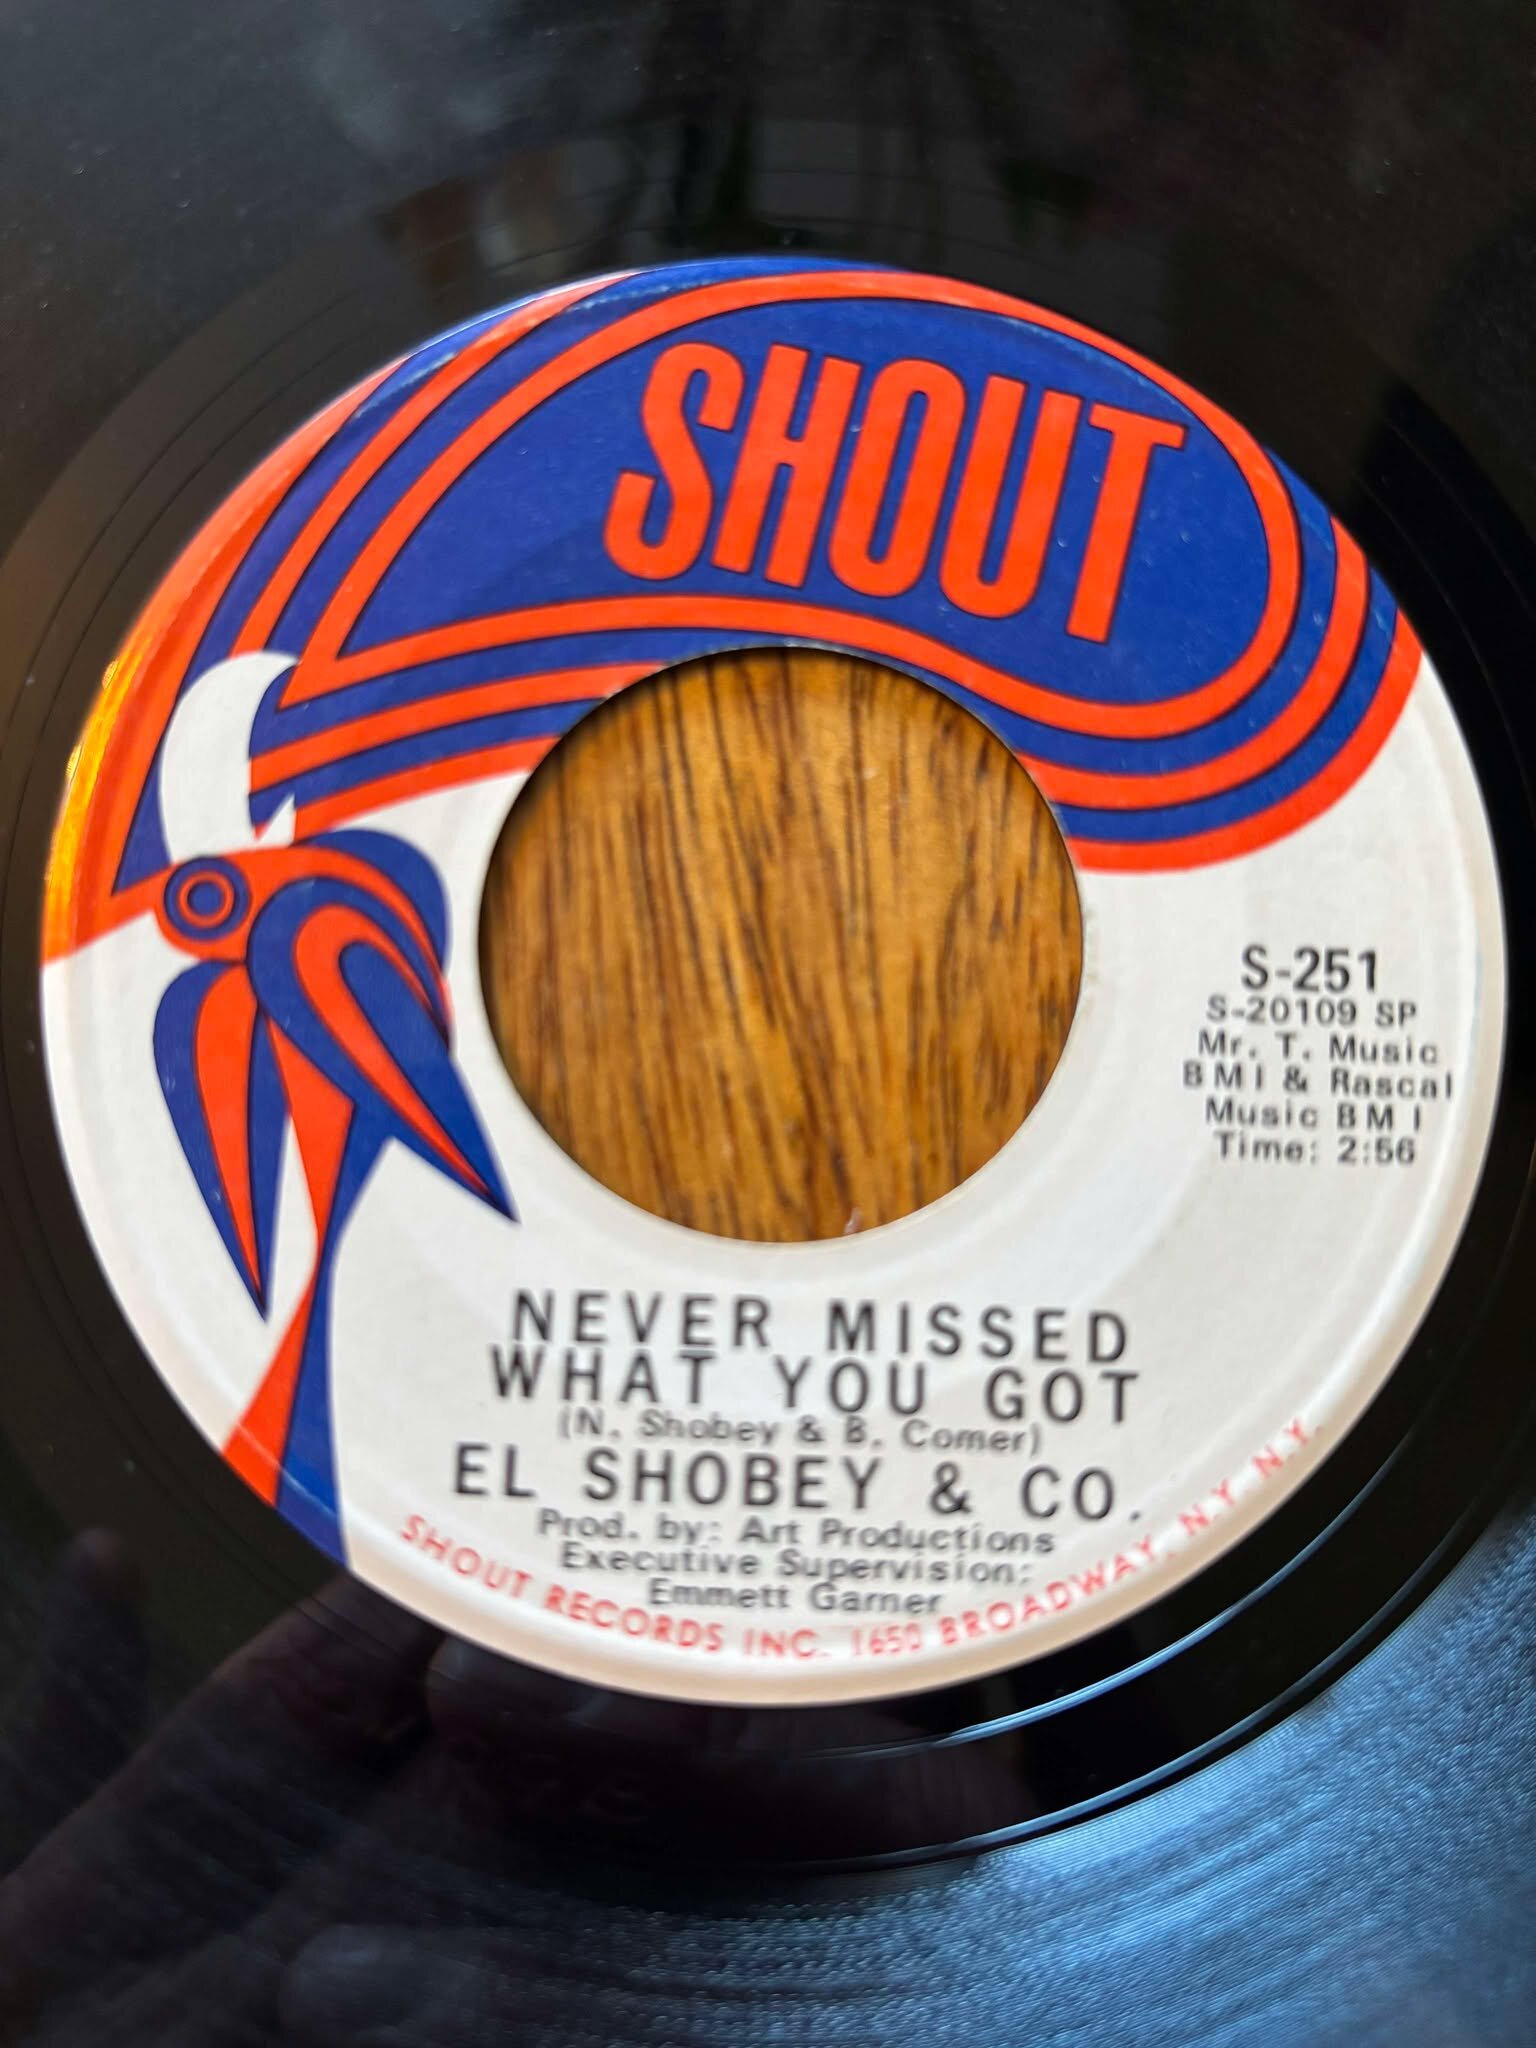 SHOUT
S-251
S-20109 SP
Mr. T. Music
BMI & Rascal
Music BMI
Time: 2:56
NEVER MISSED
WHAT YOU GOT
(N. Shobey & B. Comer)
EL SHOBEY & CO.
Prod. by: Art Productions
Executive Supervision:
Emmett Garner
SHOUT RECORDS INC. 1650 BROADWAY, N.Y. N.Y.